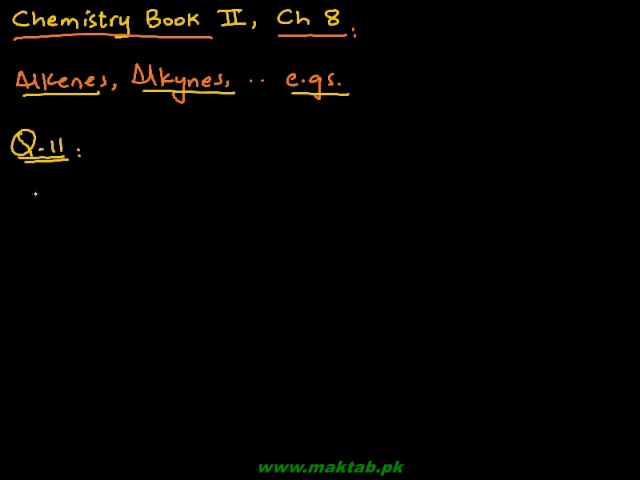 Chemistry Book II, Ch 8:
Alkenes, Alkynes, .. e.gs.
Q-11:
www.maktab.pk